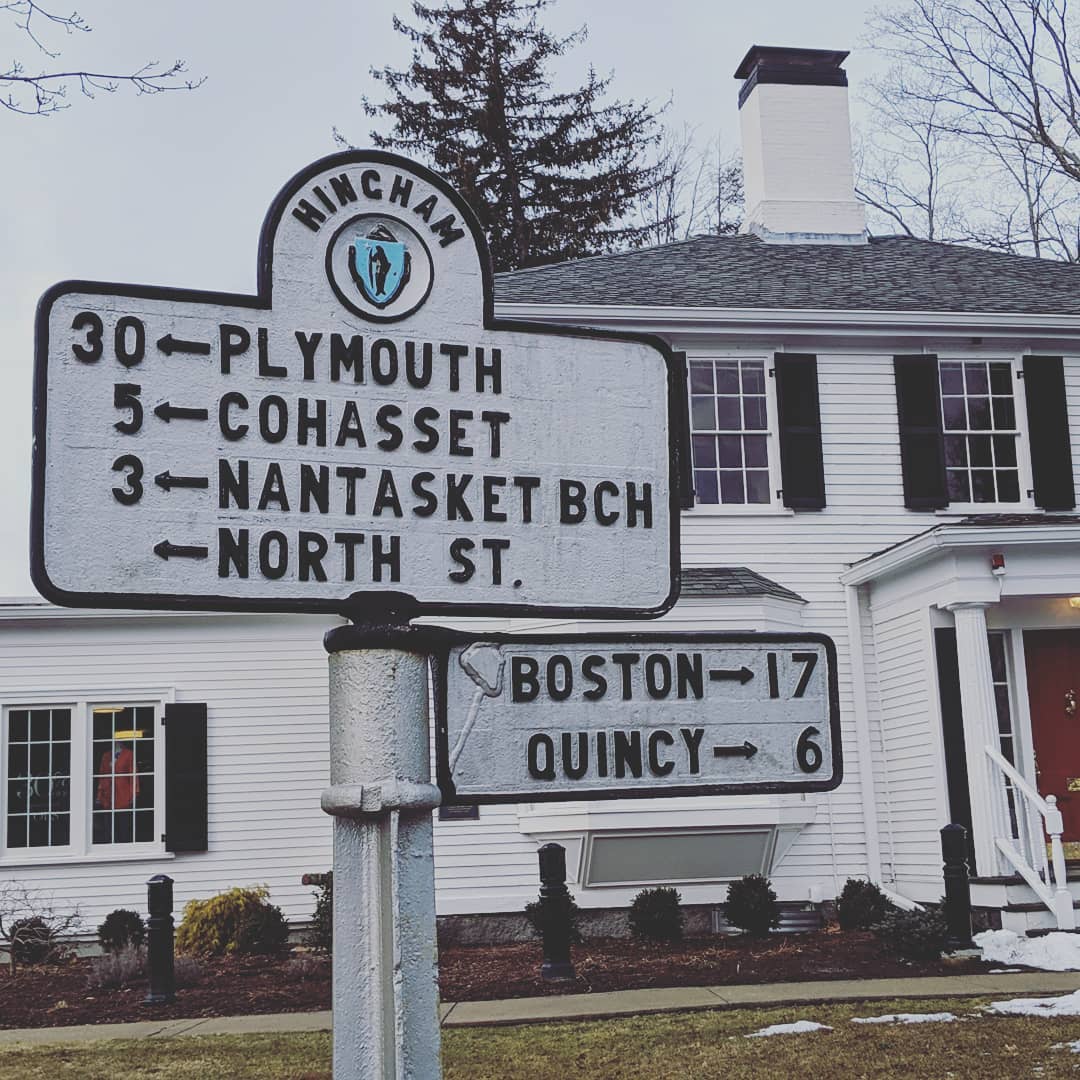 HINGHAM
30 ← PLYMOUTH
5 ← COHASSET
3 ← NANTASKET BCH
← NORTH ST.
BOSTON → 17
QUINCY → 6